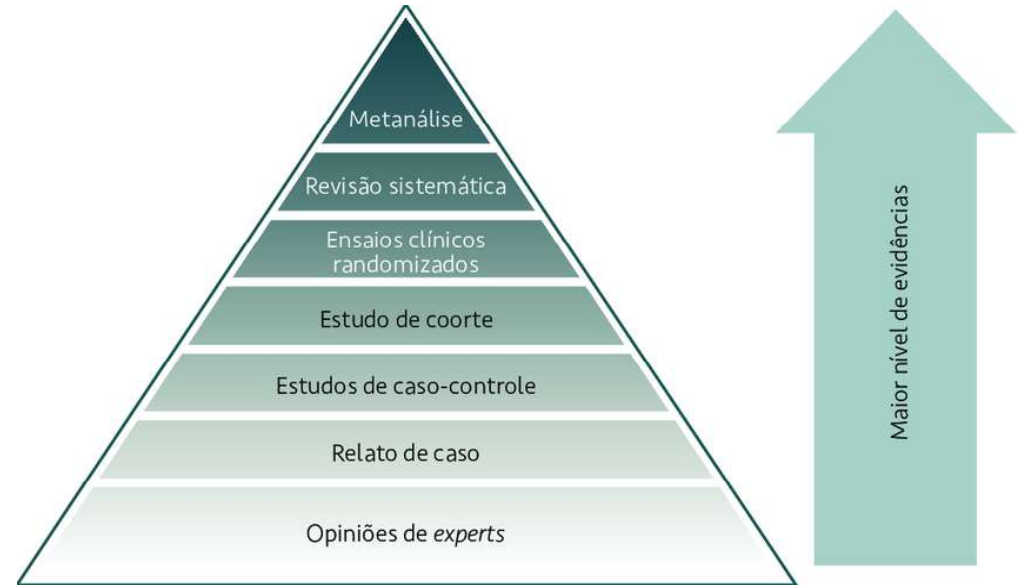 Metanálise
Revisão sistemática
Ensaios clínicos
randomizados
Estudo de coorte
Estudos de caso-controle
Relato de caso
Opiniões de experts
Maior nível de evidências